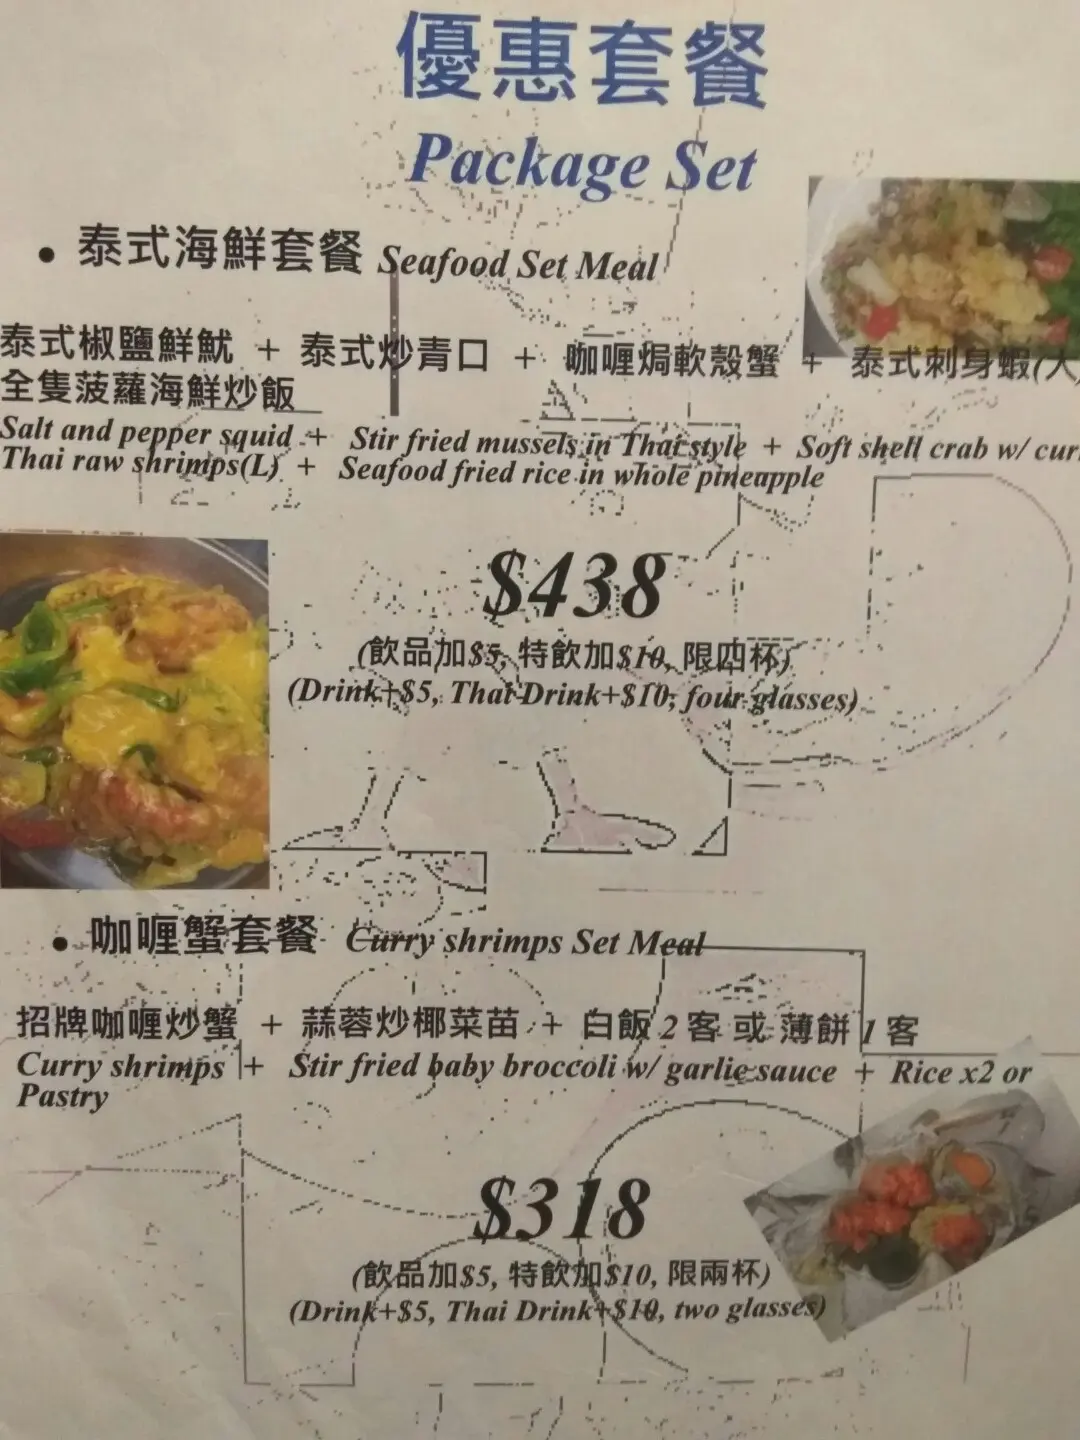 優惠套餐
Package Set
• 泰式海鮮套餐 Seafood Set Meal
泰式椒鹽鮮魷 + 泰式炒青口 + 咖喱焗軟殼蟹 + 泰式刺身蝦(大
全隻菠蘿海鮮炒飯
Salt and pepper squid + Stir fried mussels in Thai style + Soft shell crab w/ cur
Thai raw shrimps(L) + Seafood fried rice in whole pineapple
$438
(飲品加$5, 特飲加$10, 限四杯)
(Drink+$5, Thai Drink+$10, four glasses)
• 咖喱蟹套餐 Curry shrimps Set Meal
招牌咖喱炒蟹 + 蒜蓉炒椰菜苗 + 白飯 2 客 或 薄餅 1 客
Curry shrimps + Stir fried baby broccoli w/ garlic sauce + Rice x2 or
Pastry
$318
(飲品加$5, 特飲加$10, 限兩杯)
(Drink+$5, Thai Drink+$10, two glasses)